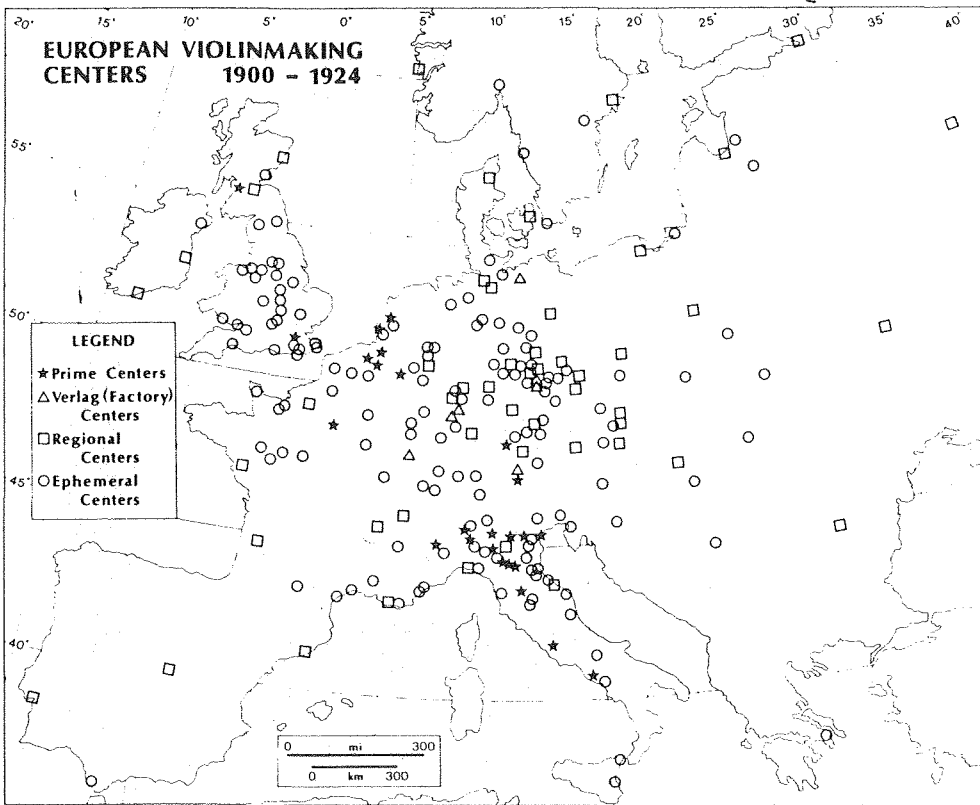 20° 15° 10° 5° 0° 5° 10° 15° 20° 25° 30° 35° 40°
EUROPEAN VIOLINMAKING
CENTERS 1900 – 1924
55°
50°
LEGEND
Prime Centers
Verlag (Factory)
Centers
Regional
Centers
Ephemeral
Centers
45°
40°
0 mi 300
0 km 300